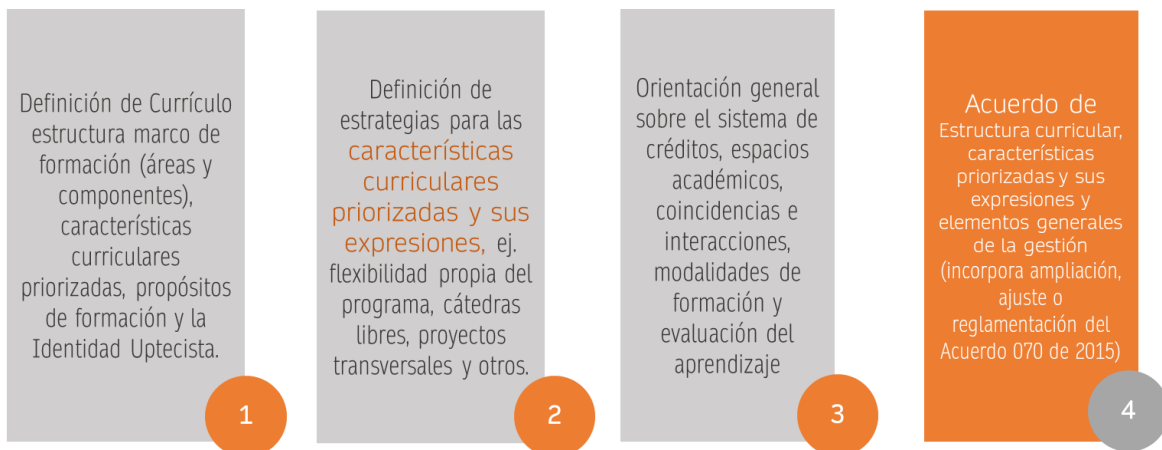 Definición de Currículo
estructura marco de
formación (áreas y
componentes),
características
curriculares
priorizadas, propósitos
de formación y la
Identidad Uptecista.
1
Definición de
estrategias para las
características
curriculares
priorizadas y sus
expresiones, ej.
flexibilidad propia del
programa, cátedras
libres, proyectos
transversales y otros.
2
Orientación general
sobre el sistema de
créditos, espacios
académicos,
coincidencias e
interacciones,
modalidades de
formación y
evaluación del
aprendizaje
3
Acuerdo de
Estructura curricular,
características
priorizadas y sus
expresiones y
elementos generales
de la gestión
(incorpora ampliación,
ajuste o
reglamentación del
Acuerdo 070 de 2015)
4